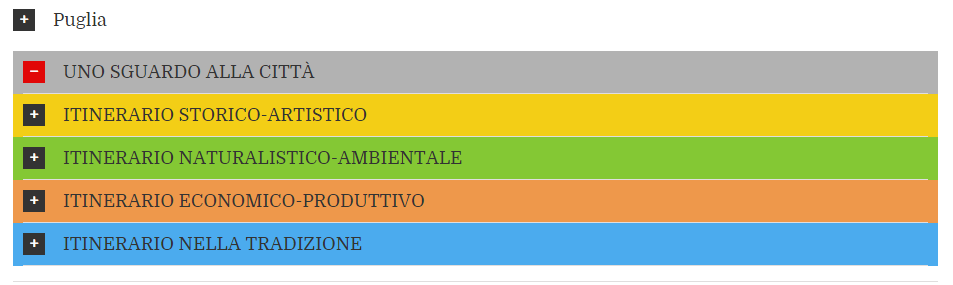 Puglia
UNO SGUARDO ALLA CITTÀ
ITINERARIO STORICO-ARTISTICO
ITINERARIO NATURALISTICO-AMBIENTALE
ITINERARIO ECONOMICO-PRODUTTIVO
ITINERARIO NELLA TRADIZIONE